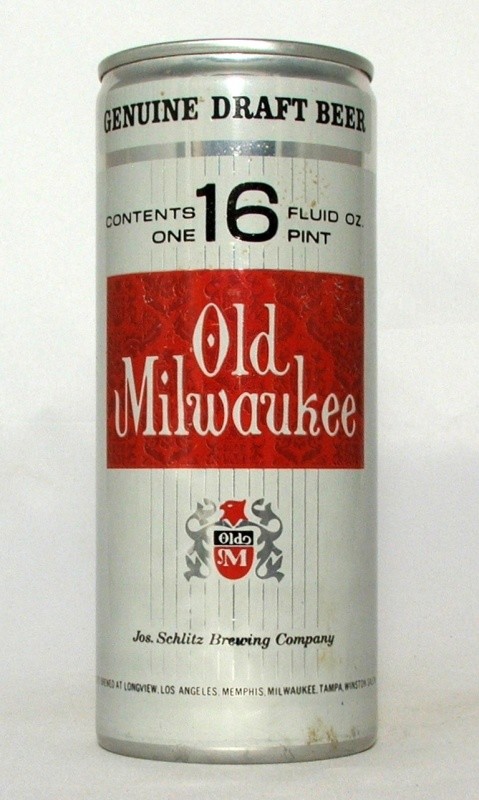 GENUINE DRAFT BEER
CONTENTS 16 FLUID OZ.
ONE PINT
Old
Milwaukee
Old
M
Jos. Schlitz Brewing Company
BREWED AT LONGVIEW, LOS ANGELES, MEMPHIS, MILWAUKEE, TAMPA, WINSTON